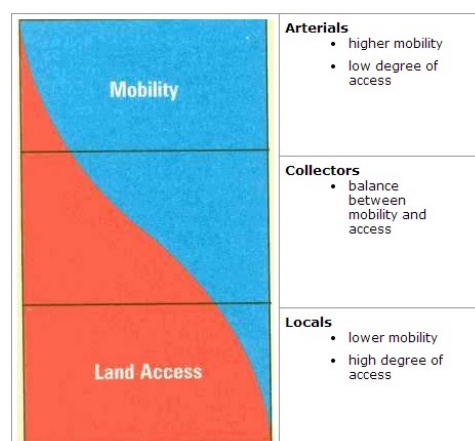 Mobility
Land Access
Arterials
• higher mobility
• low degree of
access
Collectors
• balance
between
mobility and
access
Locals
• lower mobility
• high degree of
access